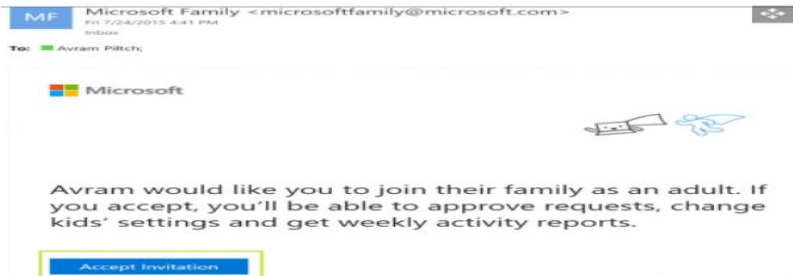 MF
Microsoft Family <microsoftfamily@microsoft.com>
Fri 7/24/2015 4:41 PM
Inbox
To: Avram Piltch;
Microsoft
Avram would like you to join their family as an adult. If
you accept, you'll be able to approve requests, change
kids' settings and get weekly activity reports.
Accept Invitation